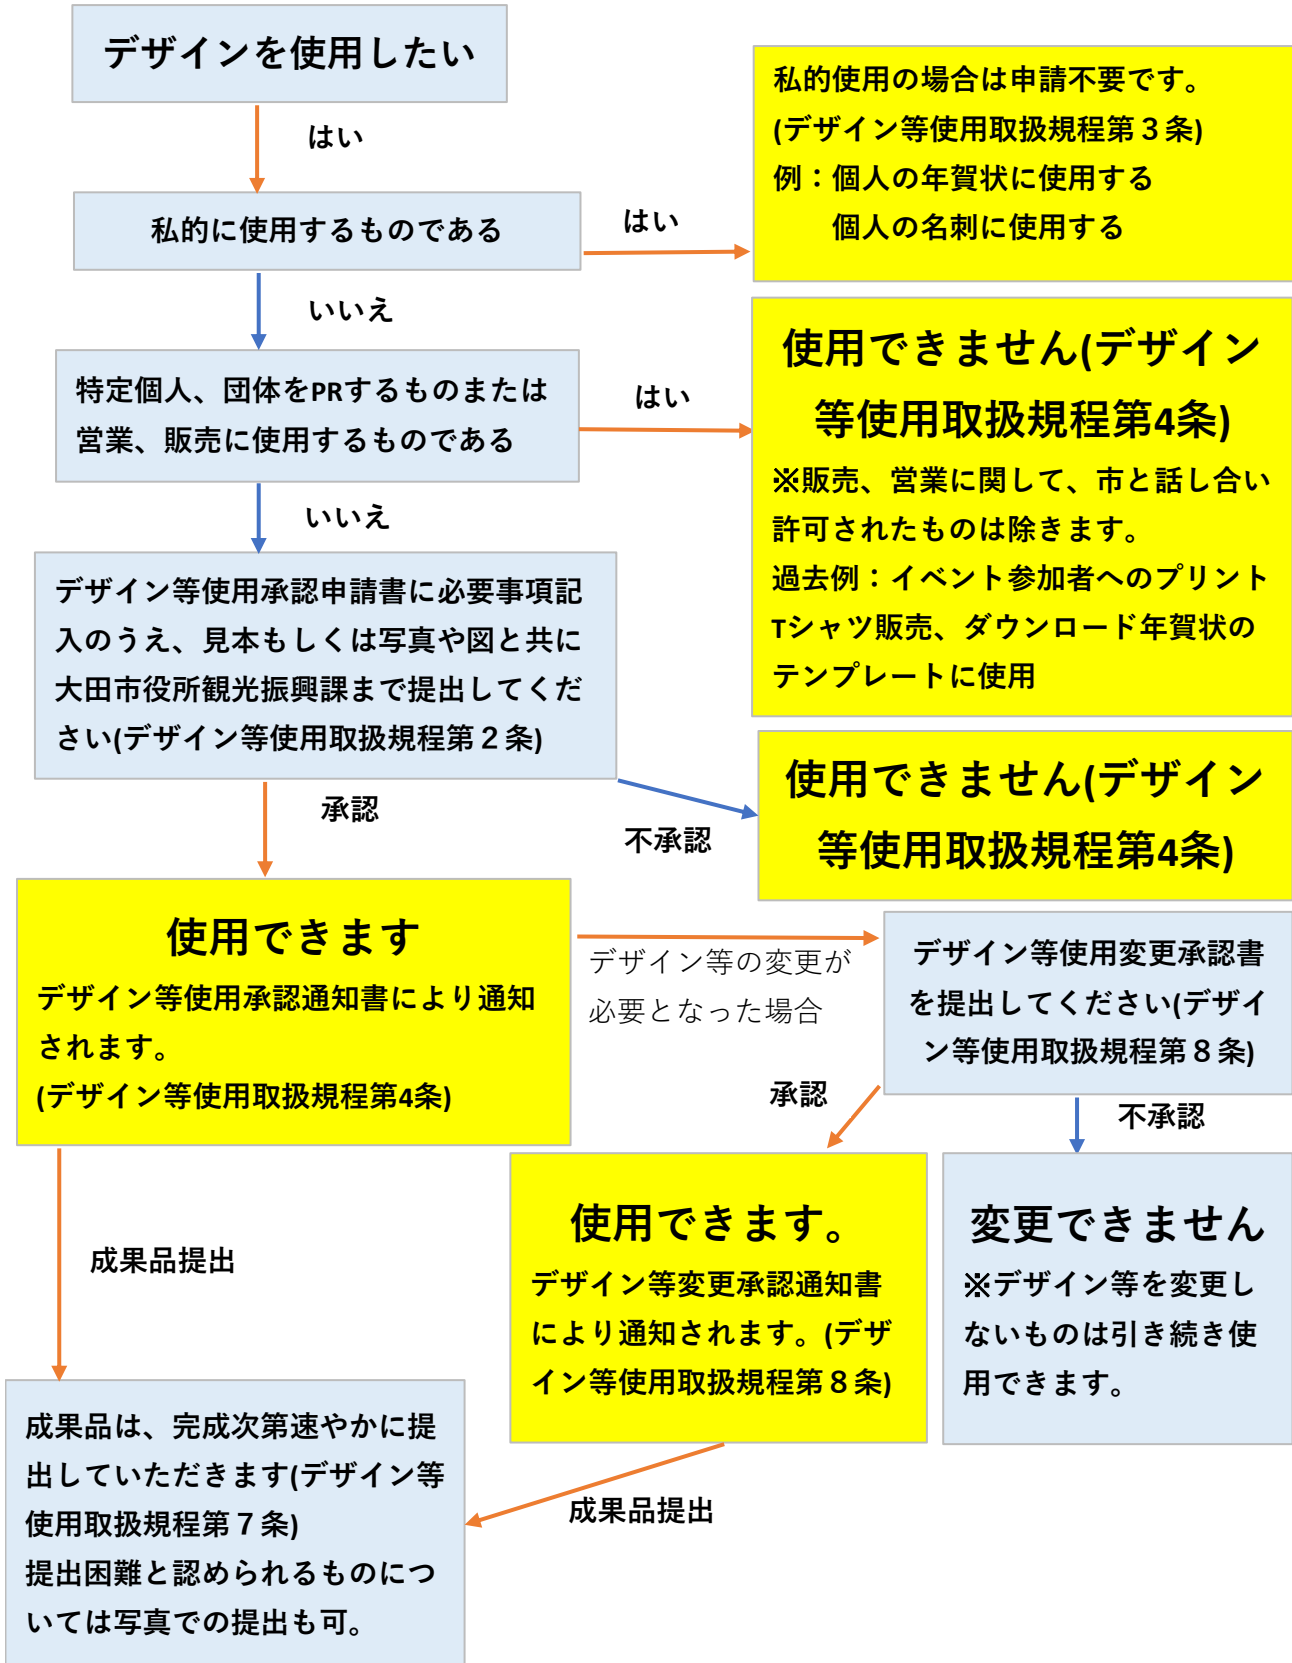 デザインを使用したい
はい
私的使用の場合は申請不要です。
(デザイン等使用取扱規程第３条)
例：個人の年賀状に使用する
個人の名刺に使用する
私的に使用するものである
はい
いいえ
特定個人、団体をPRするものまたは
営業、販売に使用するものである
はい
使用できません(デザイン
等使用取扱規程第4条)
※販売、営業に関して、市と話し合い
許可されたものは除きます。
過去例：イベント参加者へのプリント
Tシャツ販売、ダウンロード年賀状の
テンプレートに使用
いいえ
デザイン等使用承認申請書に必要事項記
入のうえ、見本もしくは写真や図と共に
大田市役所観光振興課まで提出してくだ
さい(デザイン等使用取扱規程第２条)
承認
不承認
使用できません(デザイン
等使用取扱規程第4条)
使用できます
デザイン等使用承認通知書により通知
されます。
(デザイン等使用取扱規程第4条)
デザイン等の変更が
必要となった場合
デザイン等使用変更承認書
を提出してください(デザイ
ン等使用取扱規程第８条)
承認
不承認
使用できます。
デザイン等変更承認通知書
により通知されます。(デザ
イン等使用取扱規程第８条)
変更できません
※デザイン等を変更し
ないものは引き続き使
用できます。
成果品提出
成果品は、完成次第速やかに提
出していただきます(デザイン等
使用取扱規程第７条)
提出困難と認められるものにつ
いては写真での提出も可。
成果品提出